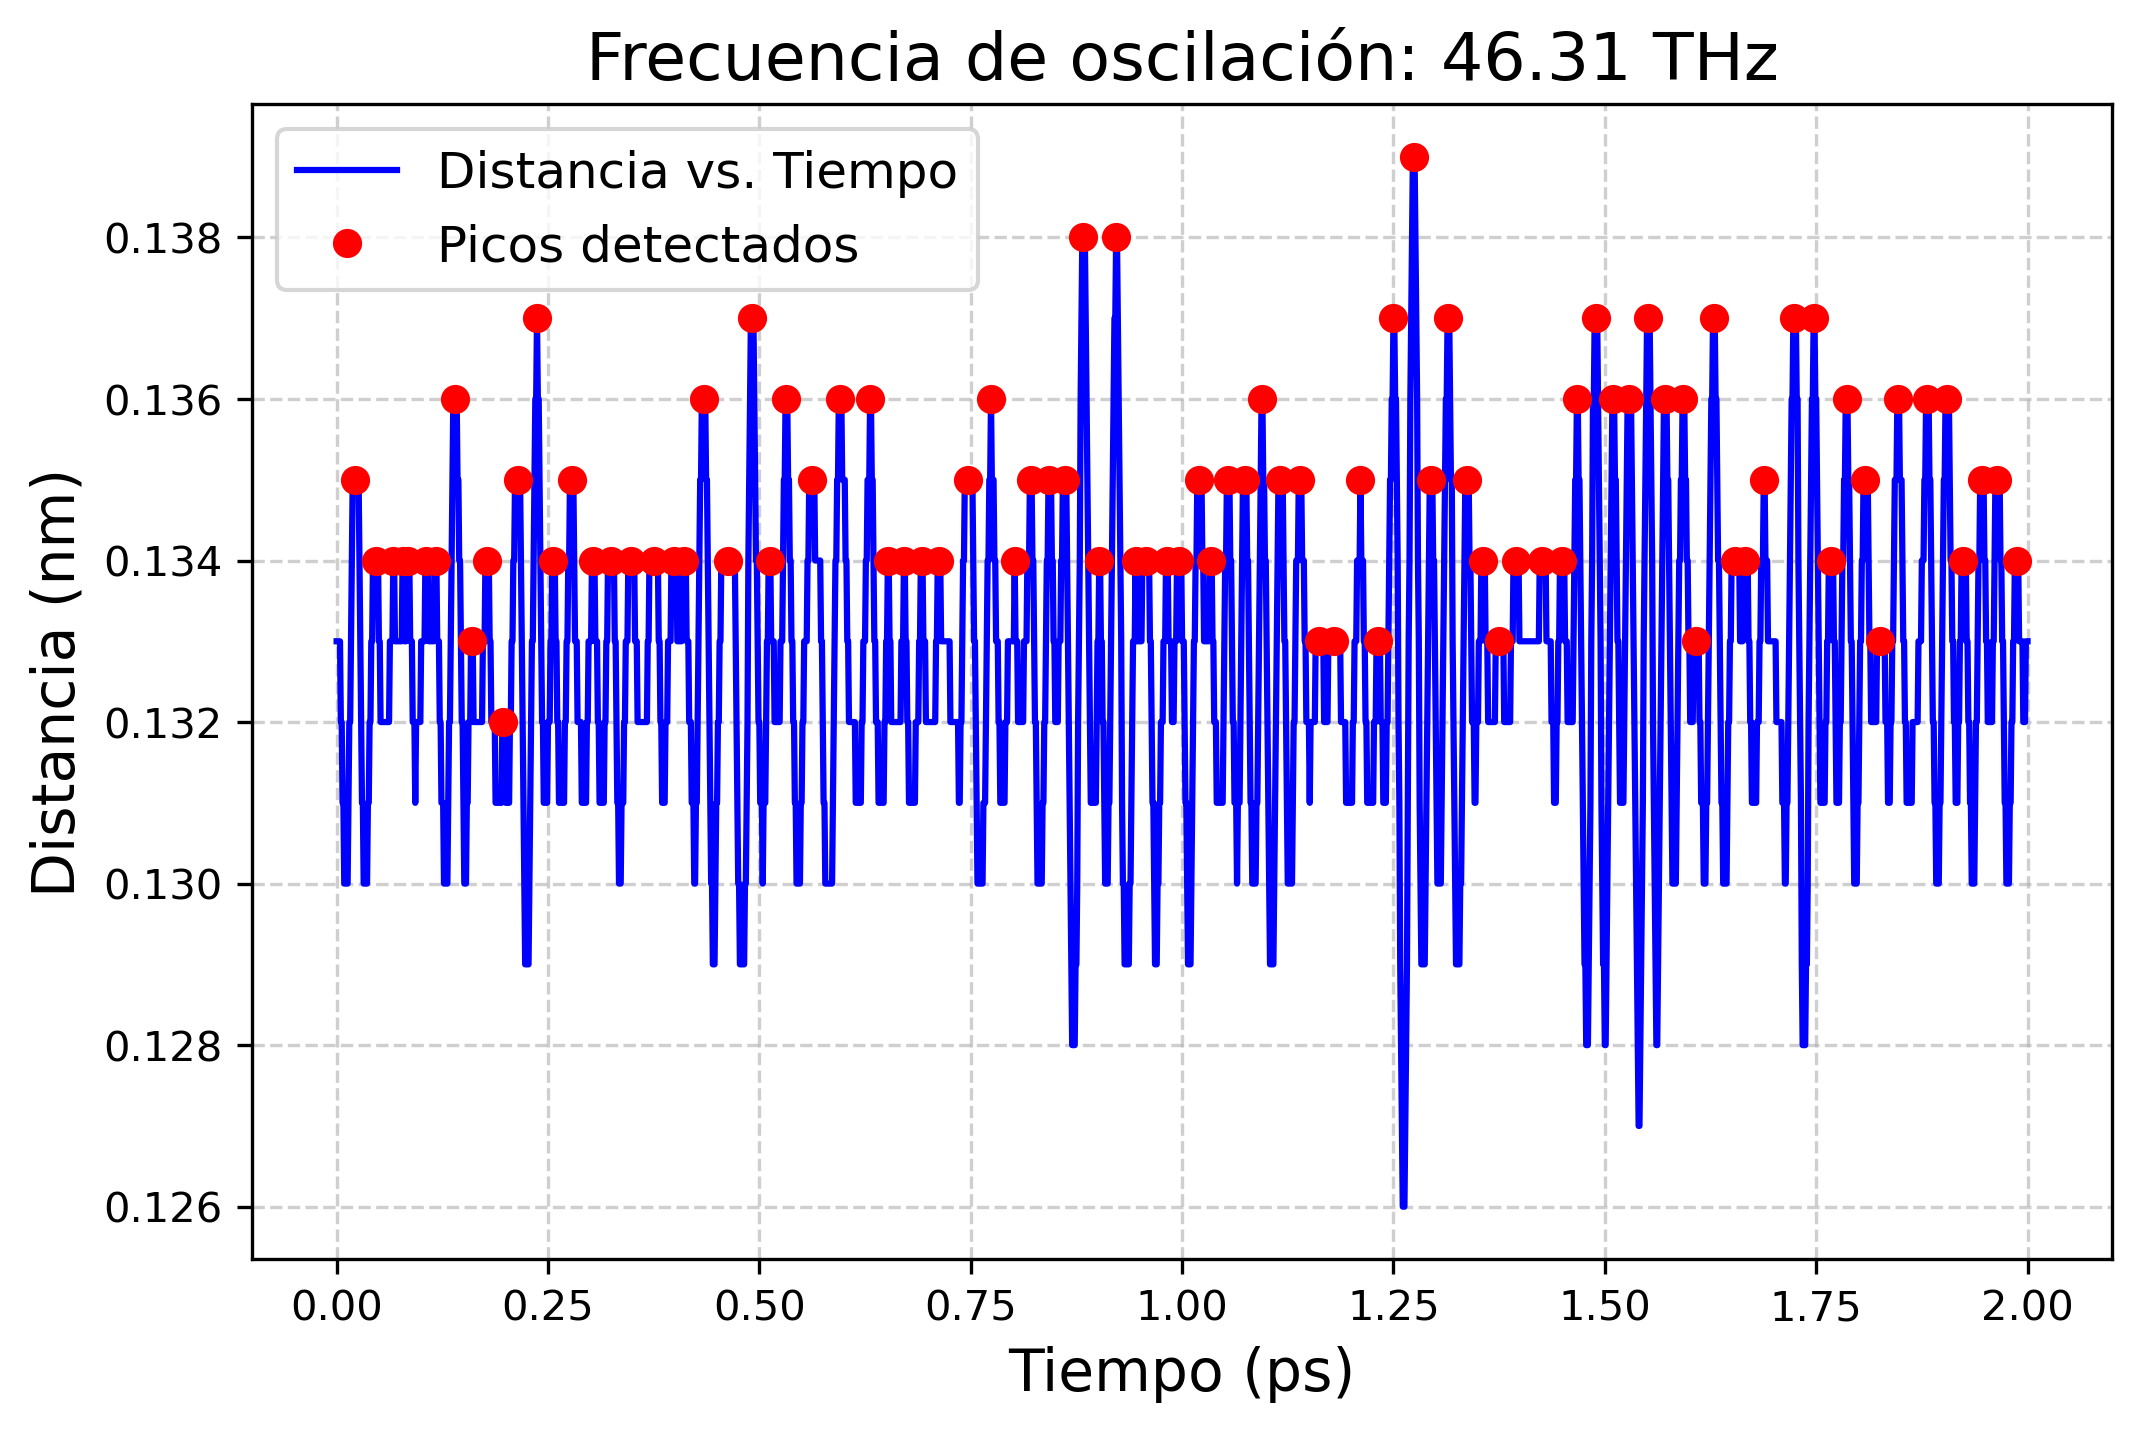 Frecuencia de oscilación: 46.31 THz
Distancia vs. Tiempo
Picos detectados
Distancia (nm)
0.138
0.136
0.134
0.132
0.130
0.128
0.126
0.00 0.25 0.50 0.75 1.00 1.25 1.50 1.75 2.00
Tiempo (ps)